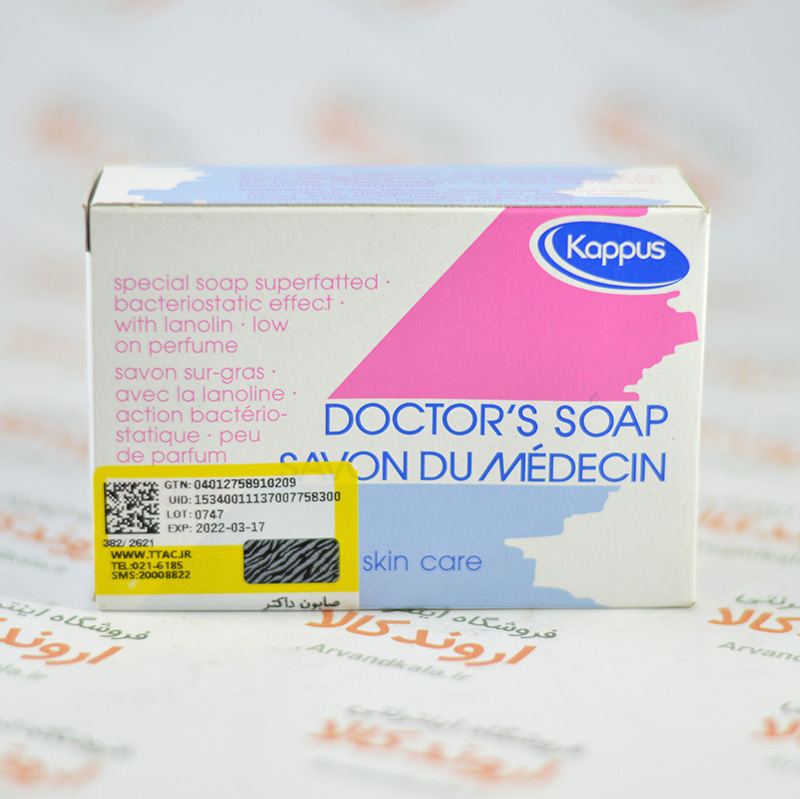 Kappus
special soap superfatted ·
bacteriostatic effect ·
with lanolin · low
on perfume
savon sur-gras ·
avec la lanoline ·
action bactério-
statique · peu
de parfum
DOCTOR'S SOAP
SAVON DU MÉDECIN
skin care
GTN: 04012758910209
UID: 15340011137007758300
LOT: 0747
EXP: 2022-03-17
382/ 2621
WWW.TTAC.IR
TEL:021-6185
SMS:20008822
صابون داکتر
فروشگاه اینترنتی
اروند کالا
Arvandkala.ir